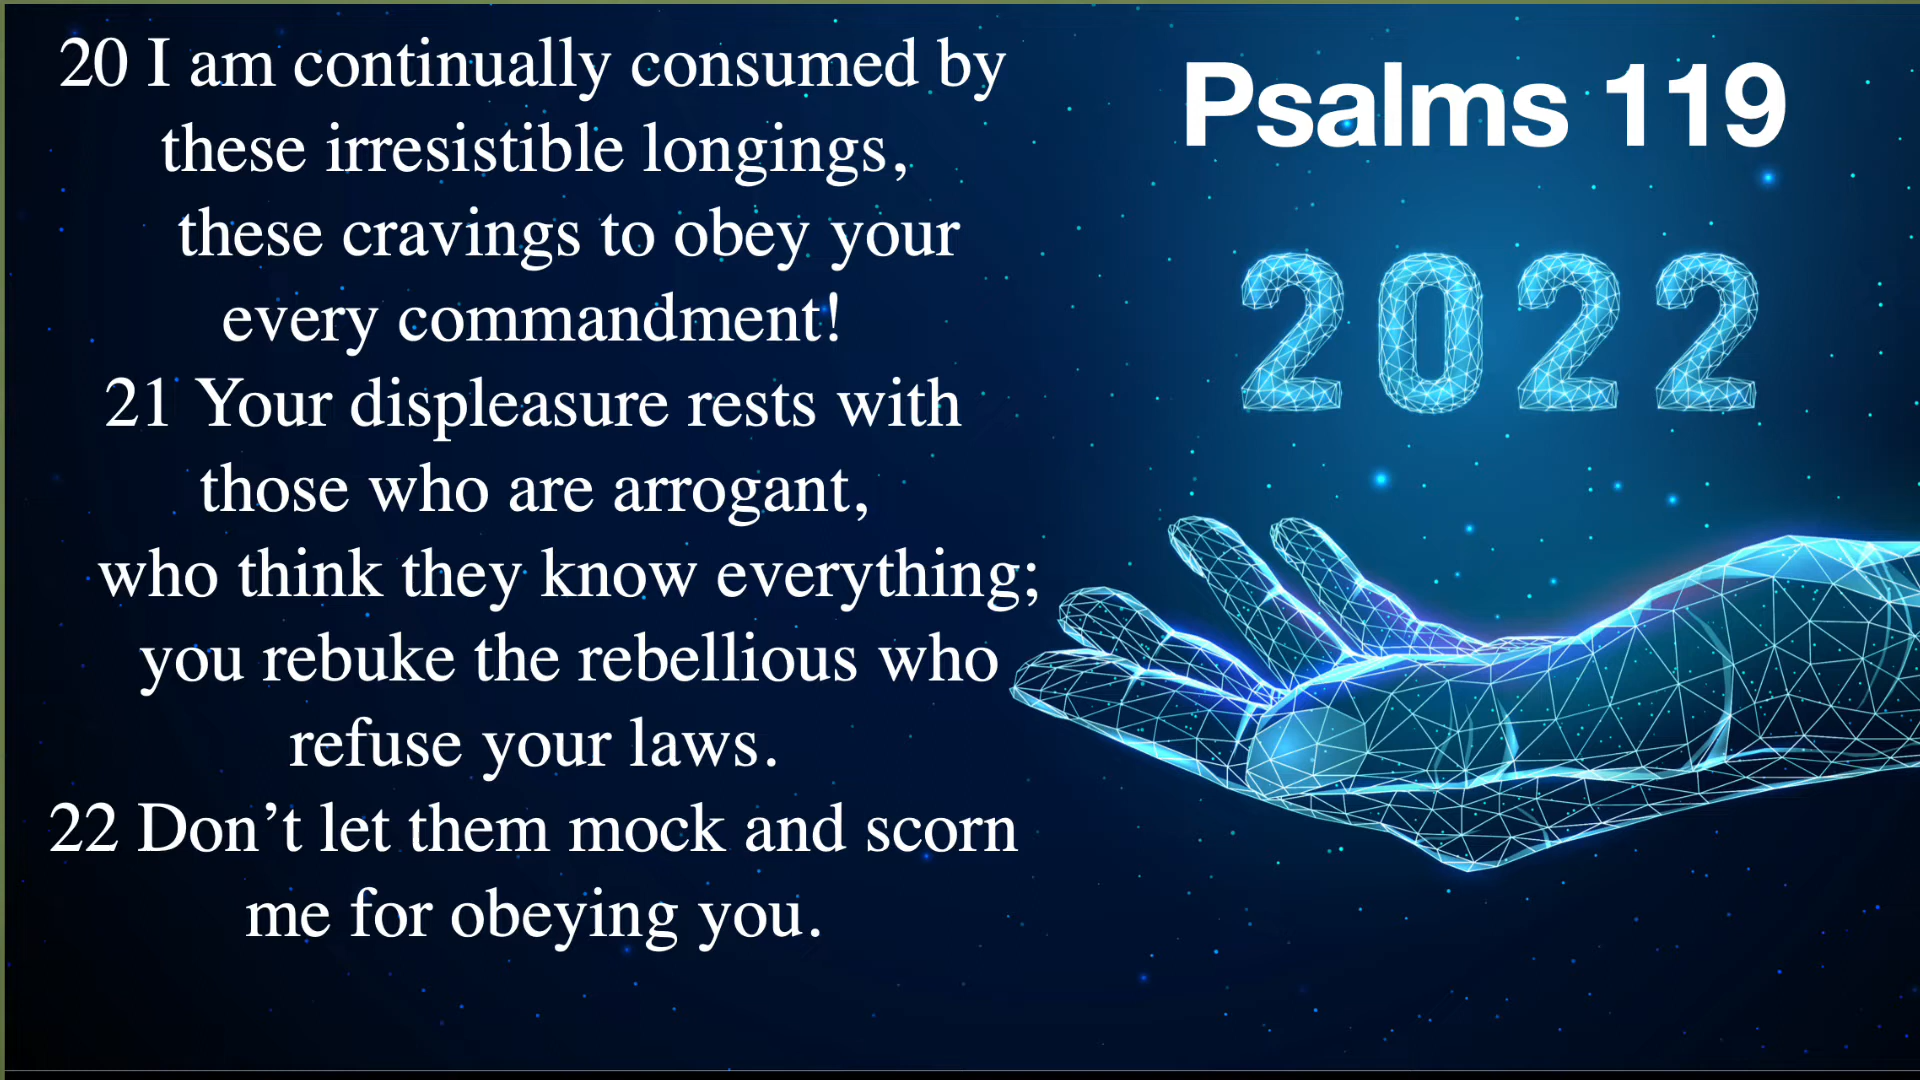 20 I am continually consumed by
these irresistible longings,
these cravings to obey your
every commandment!
21 Your displeasure rests with
those who are arrogant,
who think they know everything;
you rebuke the rebellious who
refuse your laws.
22 Don’t let them mock and scorn
me for obeying you.
Psalms 119
2022